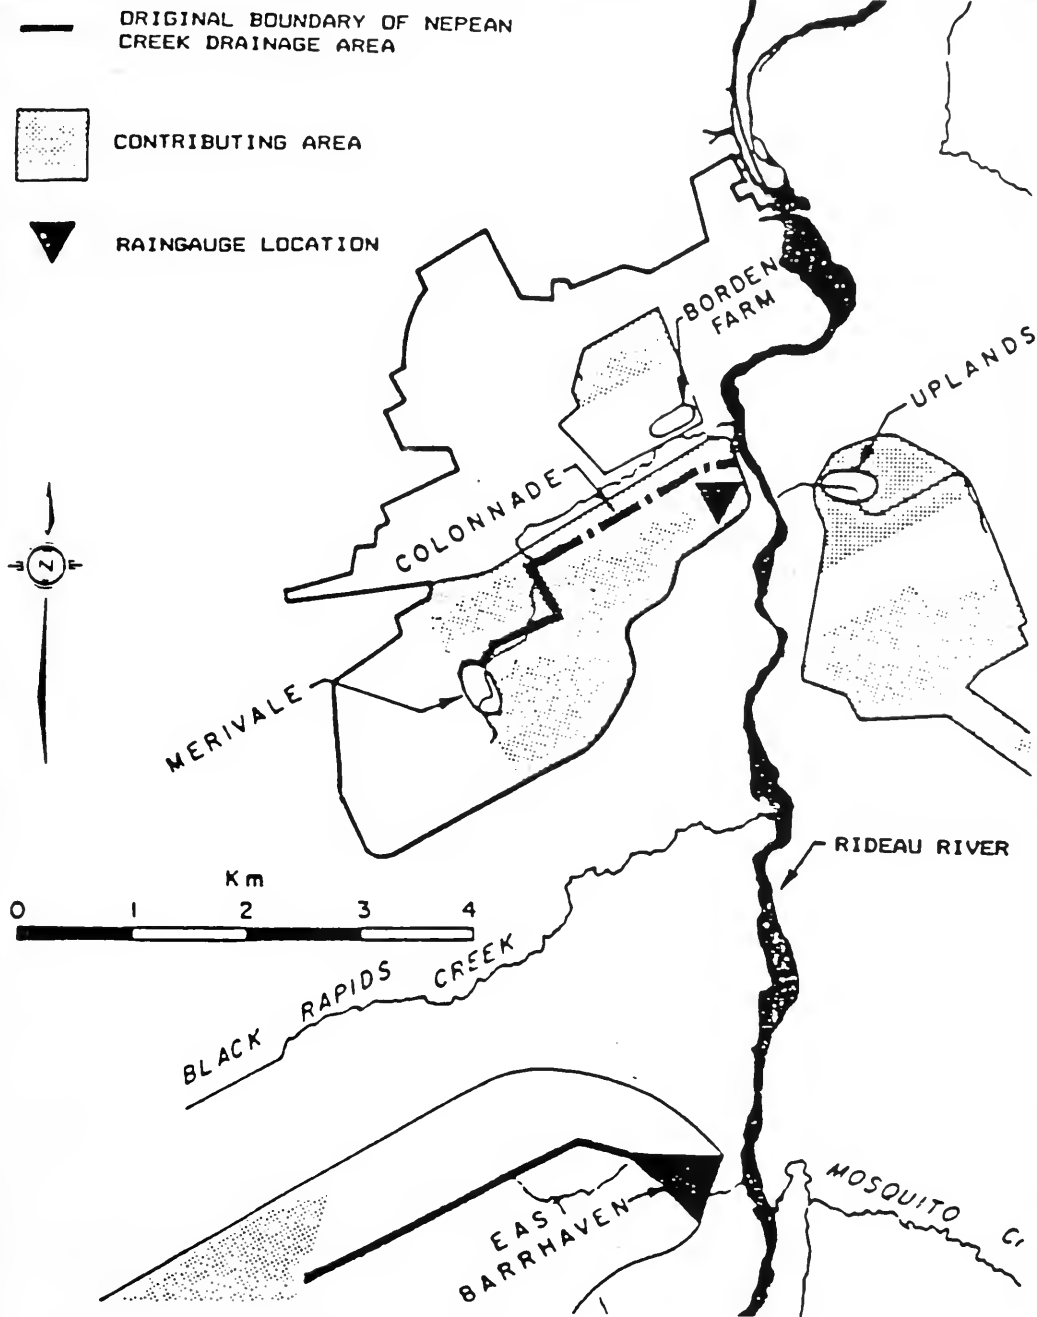 ORIGINAL BOUNDARY OF NEPEAN
CREEK DRAINAGE AREA
CONTRIBUTING AREA
RAINGAUGE LOCATION
BORDEN
FARM
UPLANDS
COLONNADE
N
MERIVALE
RIDEAU RIVER
Km
0 1 2 3 4
BLACK RAPIDS CREEK
MOSQUITO
EAST
BARRHAVEN